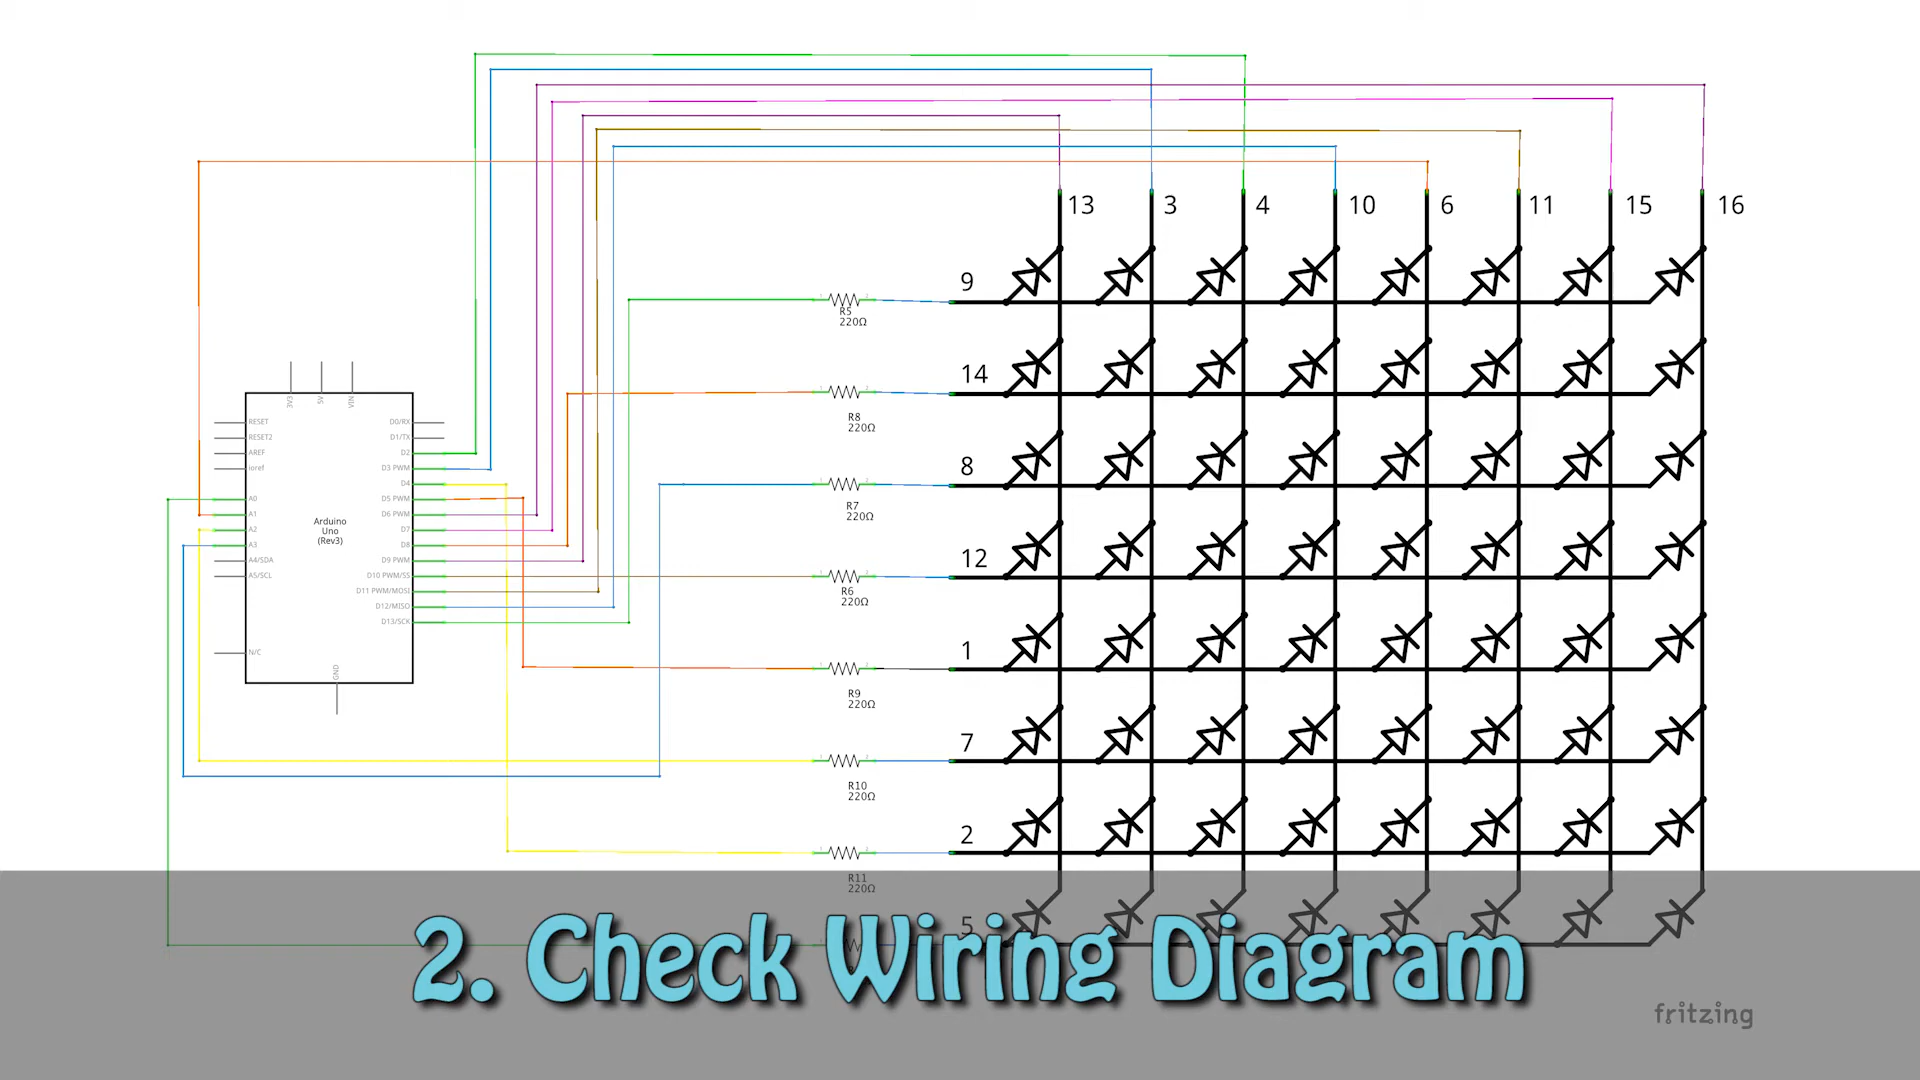 13 3 4 10 6 11 15 16
9
R5
220Ω
14
R8
220Ω
8
R7
220Ω
12
R6
220Ω
1
R9
220Ω
7
R10
220Ω
2
R11
220Ω
5
3V3 5V VIN
RESET D0/RX
RESET2 D1/TX
AREF D2
ioref D3 PWM
D4
A0 D5 PWM
A1 D6 PWM
A2 D7
A3 D8
A4/SDA D9 PWM
A5/SCL D10 PWM/SS
D11 PWM/MOSI
D12/MISO
D13/SCK
Arduino
Uno
(Rev3)
N/C
GND
2. Check Wiring Diagram
fritzing